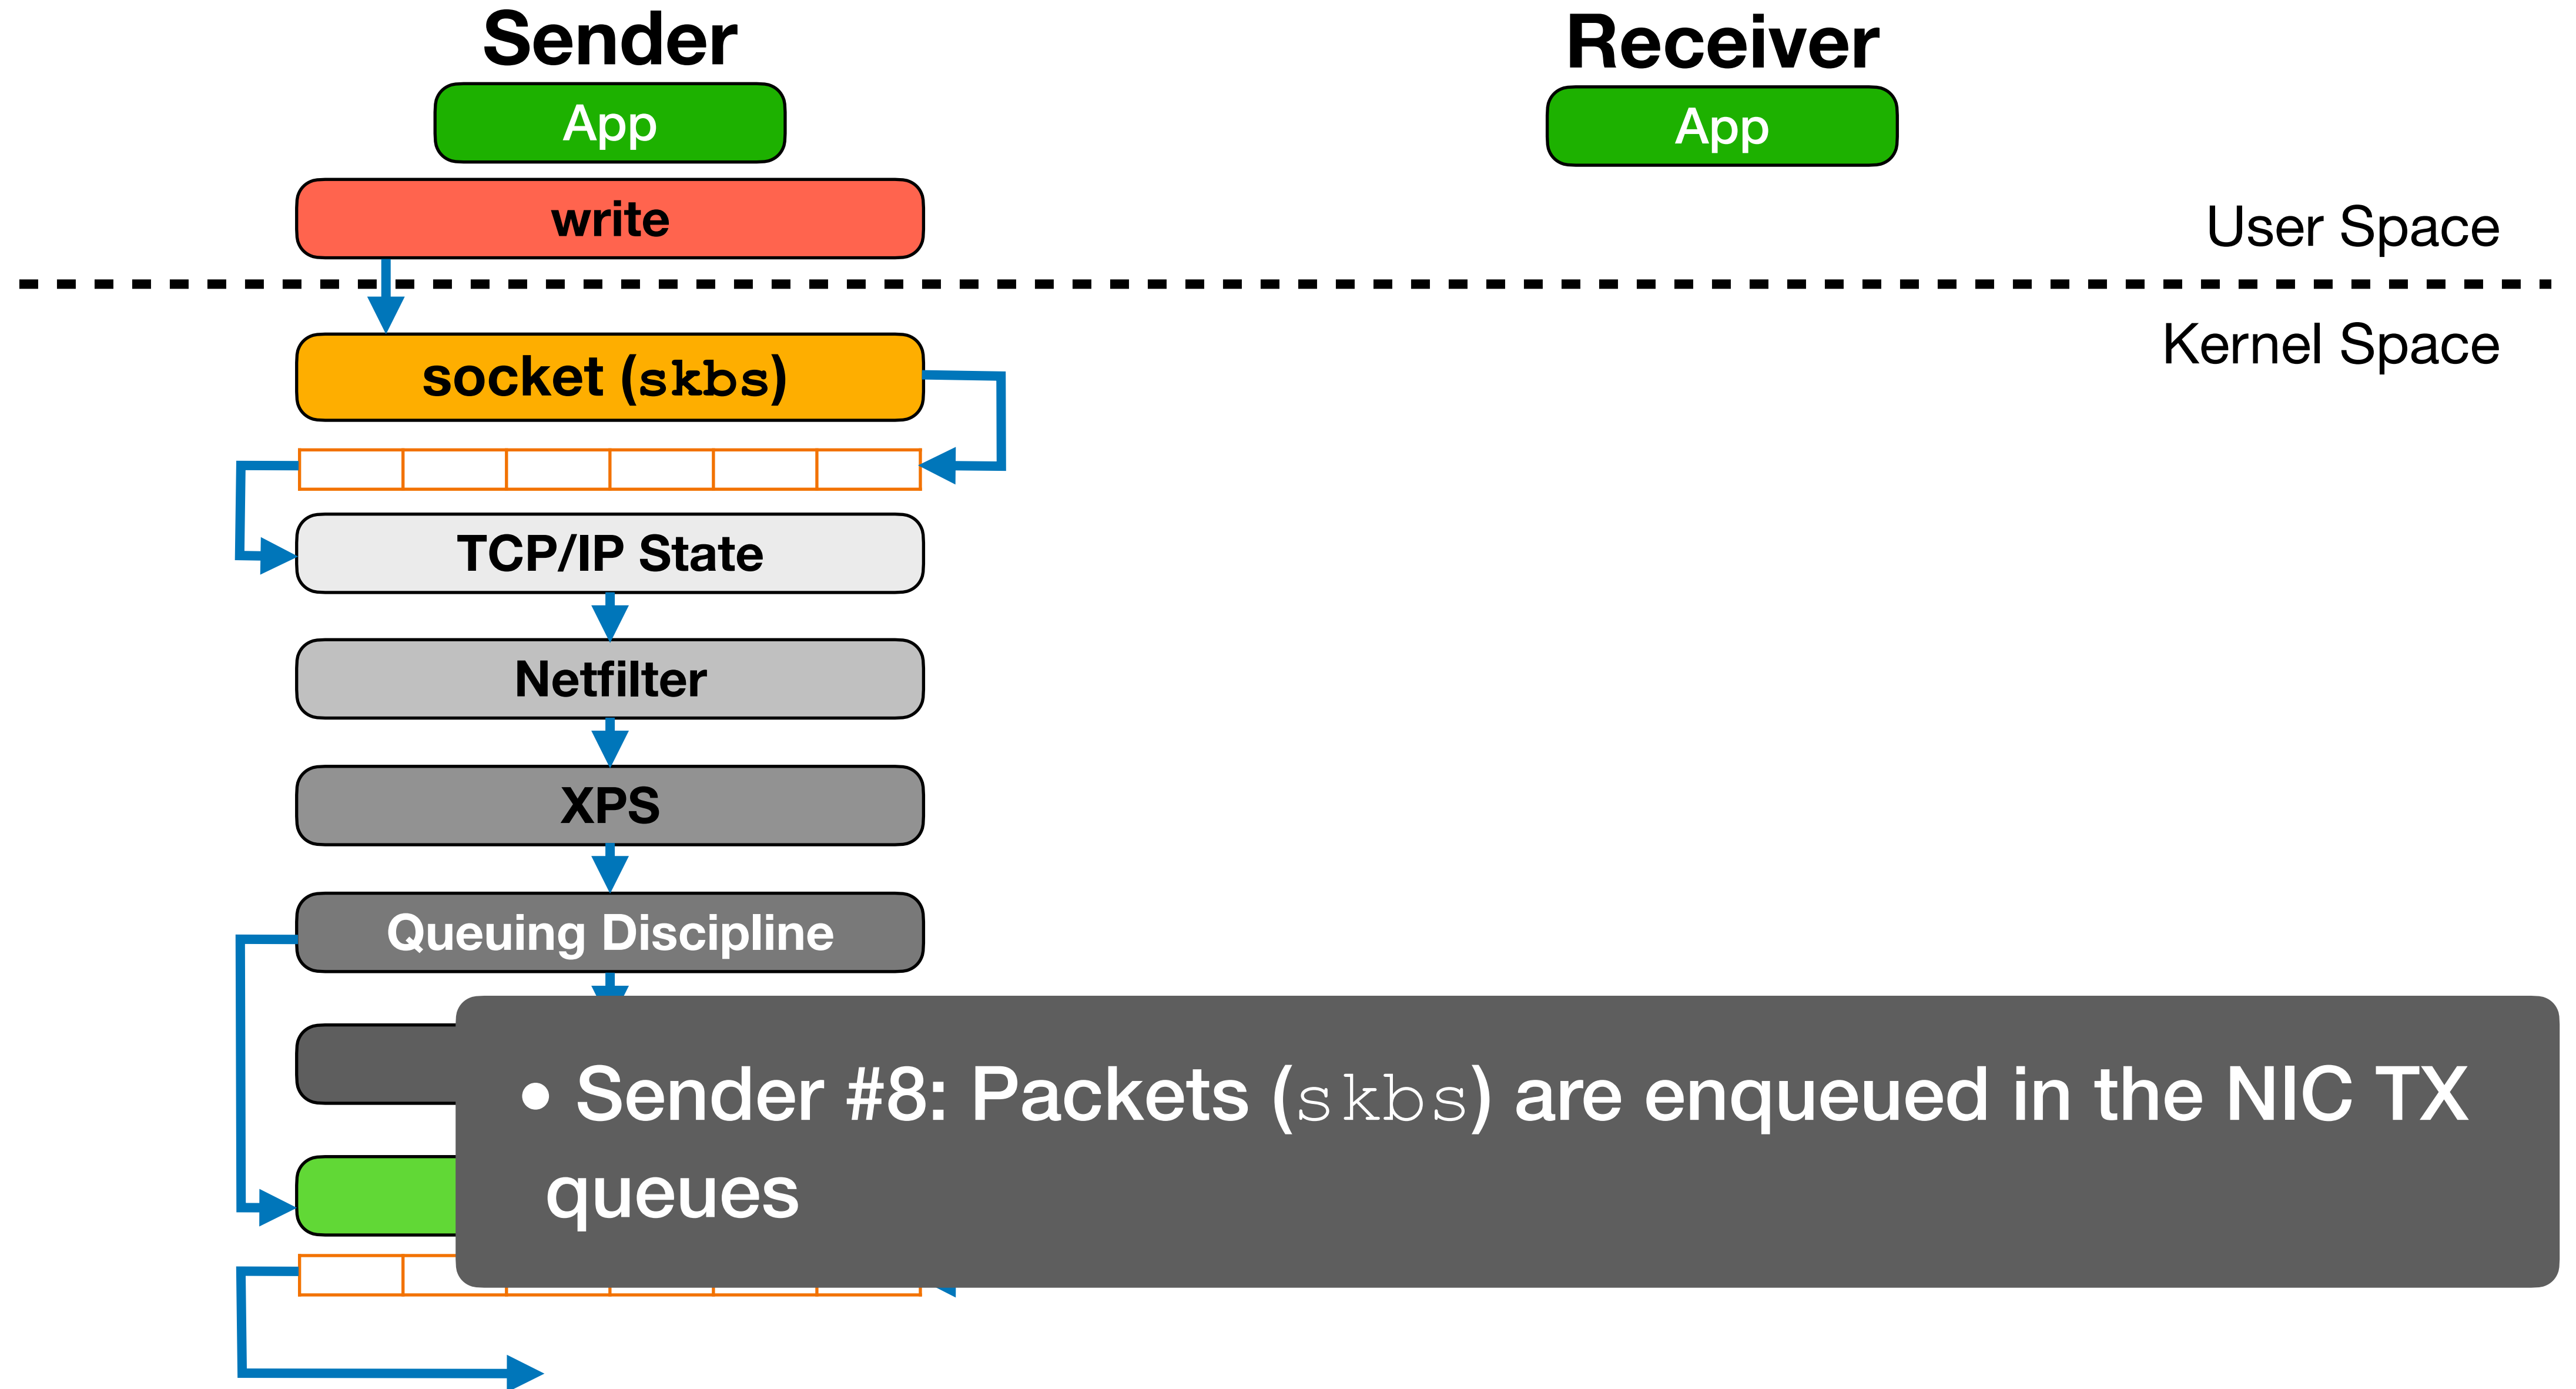 Sender
Receiver
App
App
write
User Space
Kernel Space
socket (skbs)
TCP/IP State
Netfilter
XPS
Queuing Discipline
• Sender #8: Packets (skbs) are enqueued in the NIC TX
queues